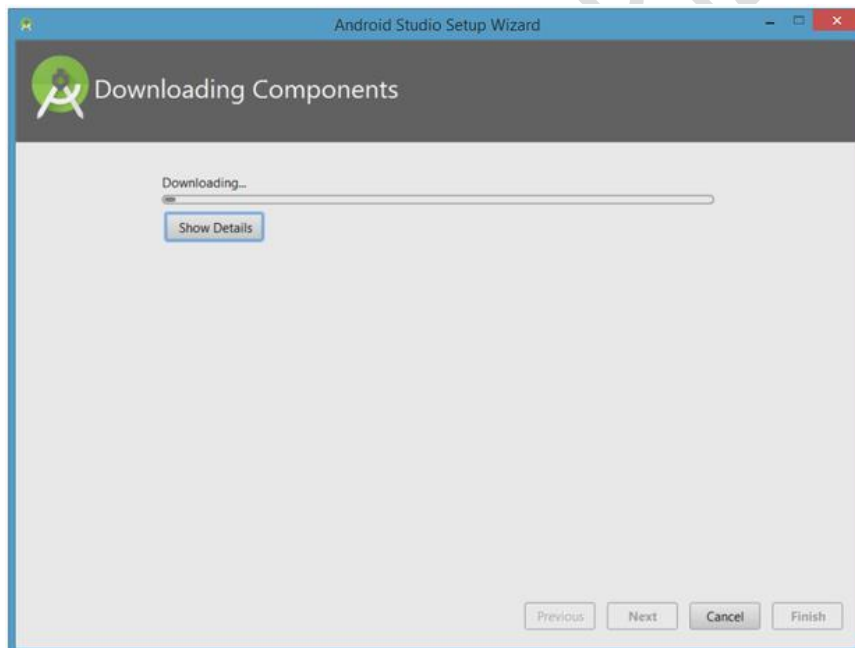 Android Studio Setup Wizard
Downloading Components
Downloading...
Show Details
Previous Next Cancel Finish